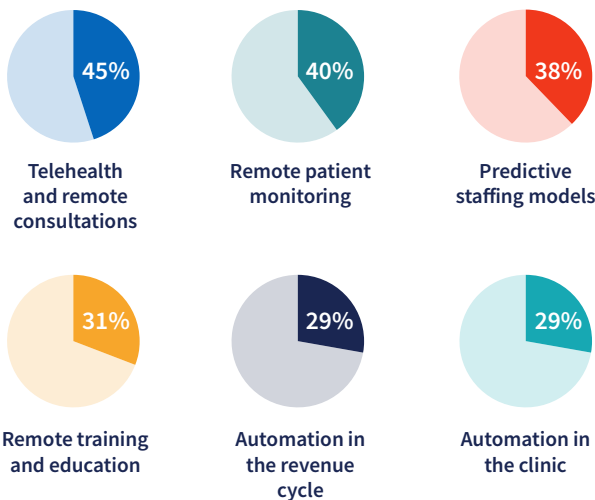 45%
40%
38%
Telehealth
and remote
consultations
Remote patient
monitoring
Predictive
staffing models
31%
29%
29%
Remote training
and education
Automation in
the revenue
cycle
Automation in
the clinic